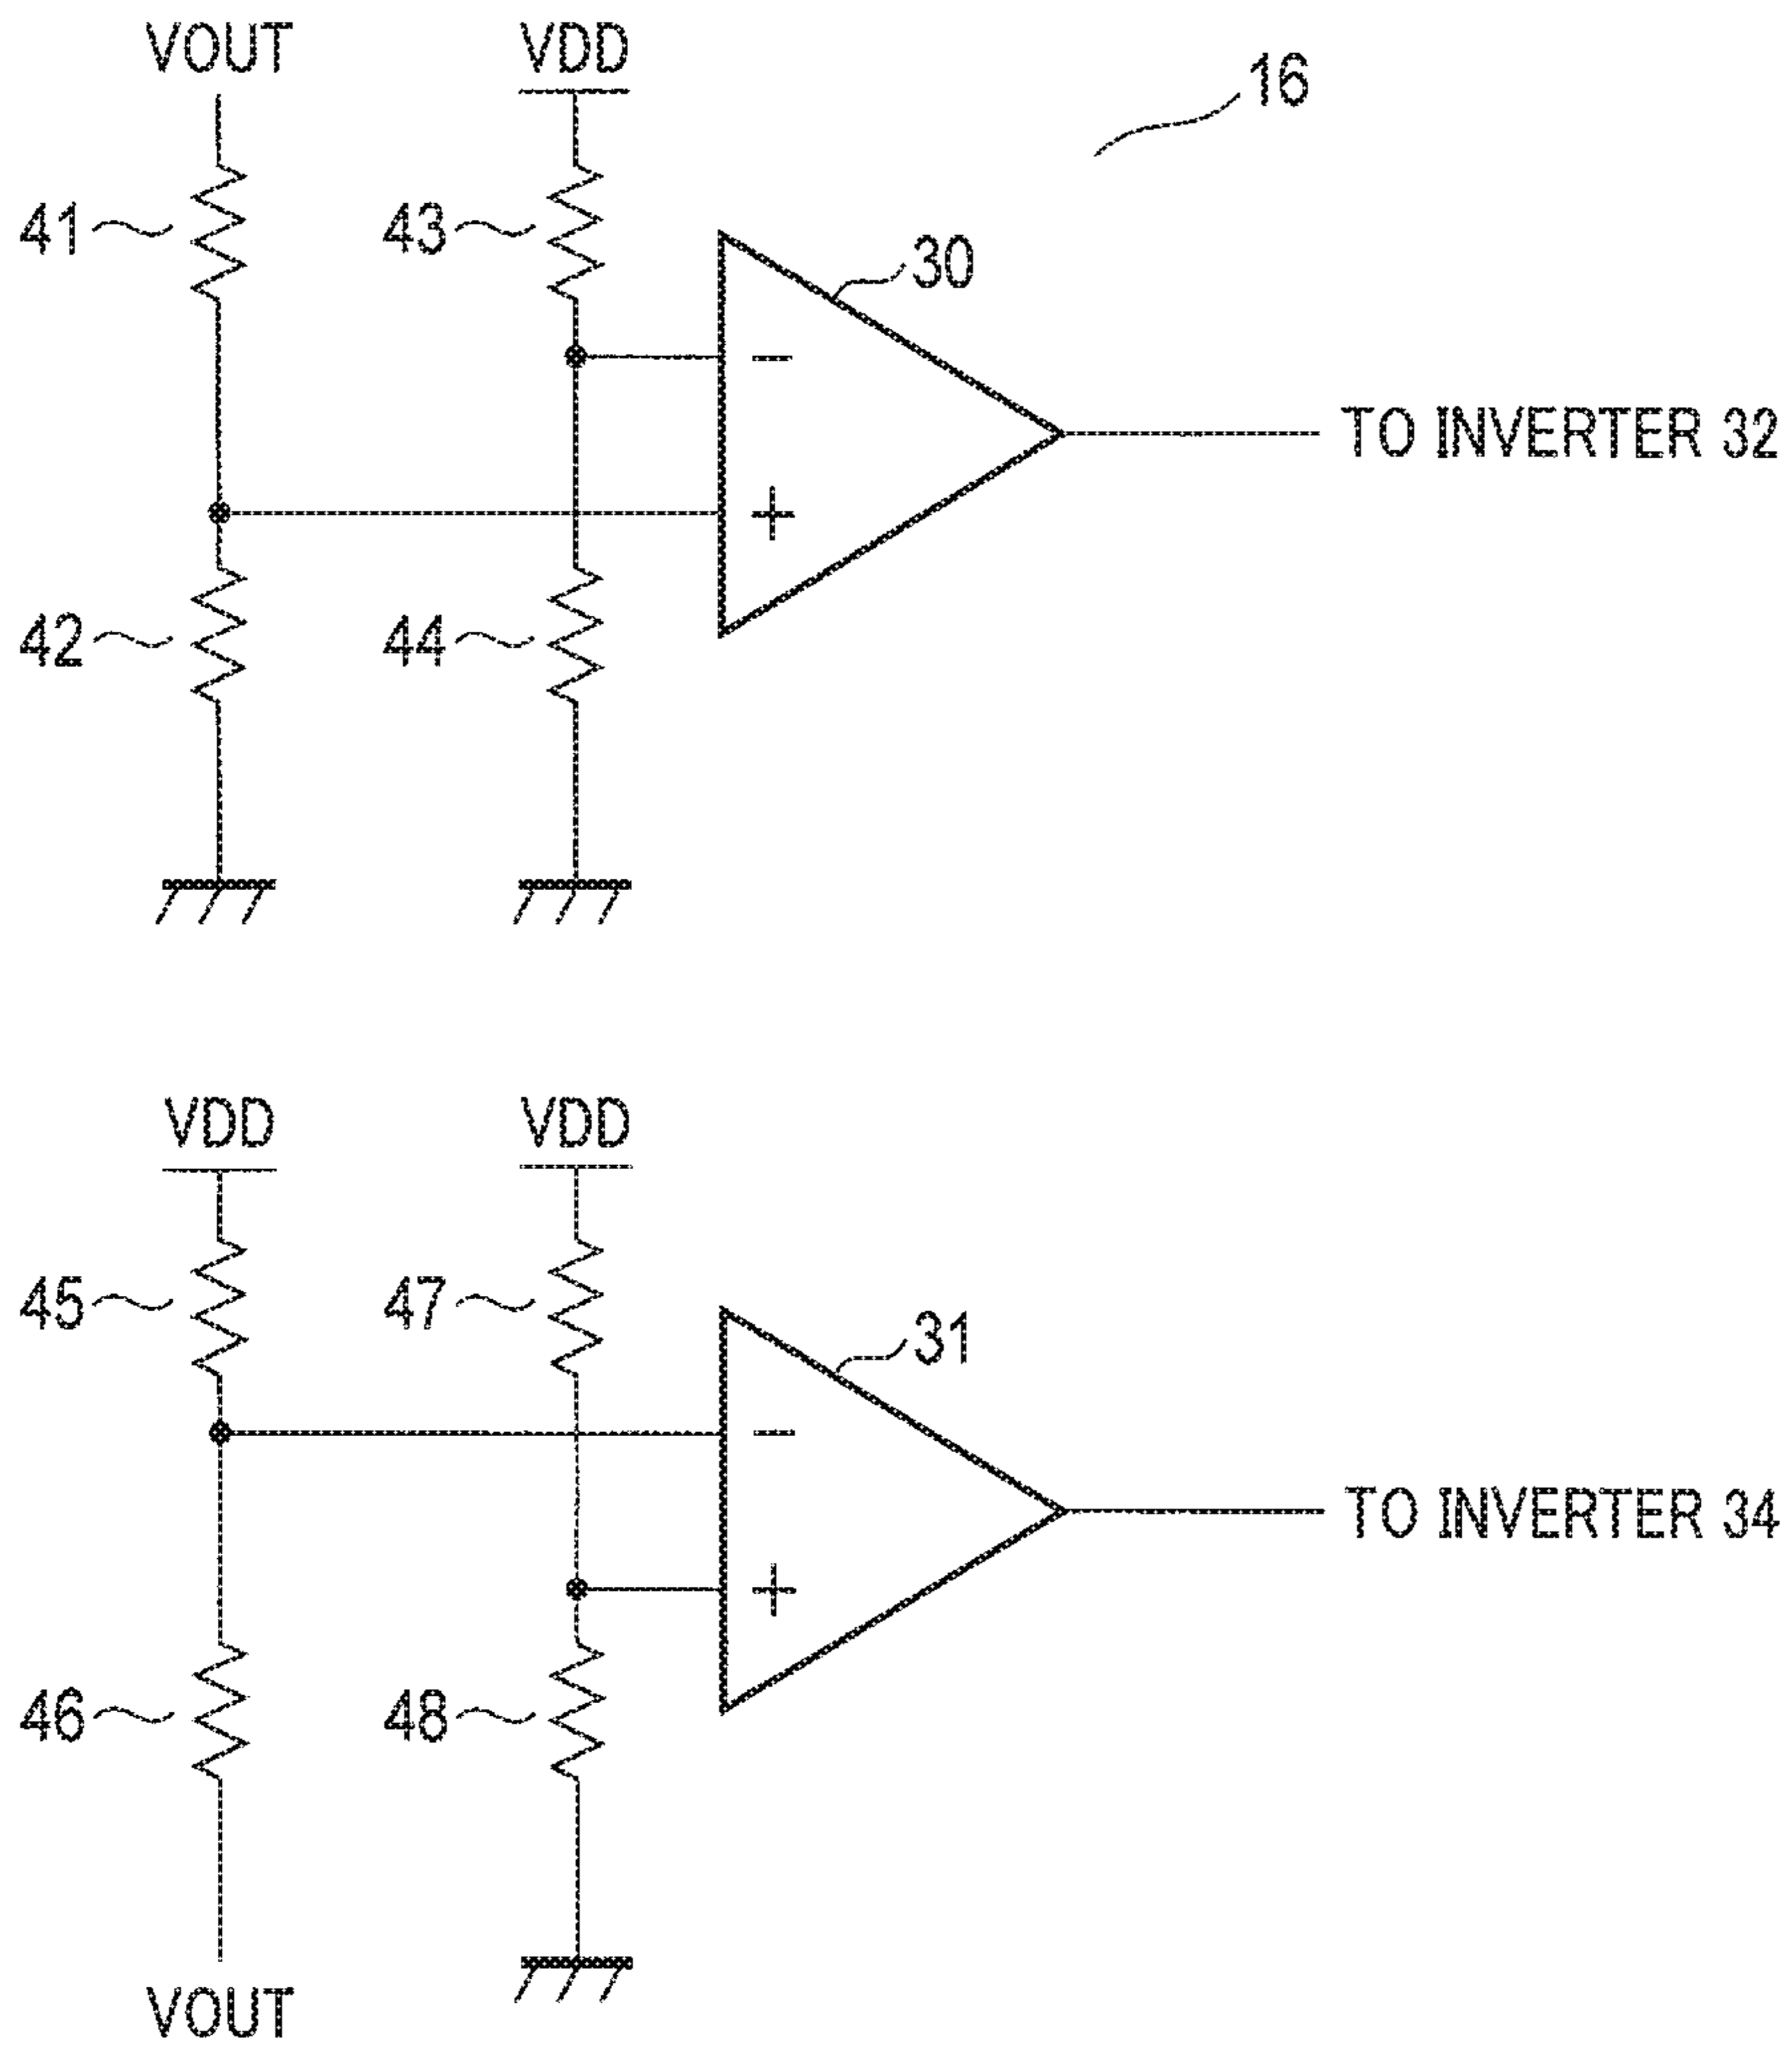 VOUT
VDD
16
41
43
30
−
TO INVERTER 32
+
42
44
VDD
VDD
45
47
31
−
TO INVERTER 34
+
46
48
VOUT